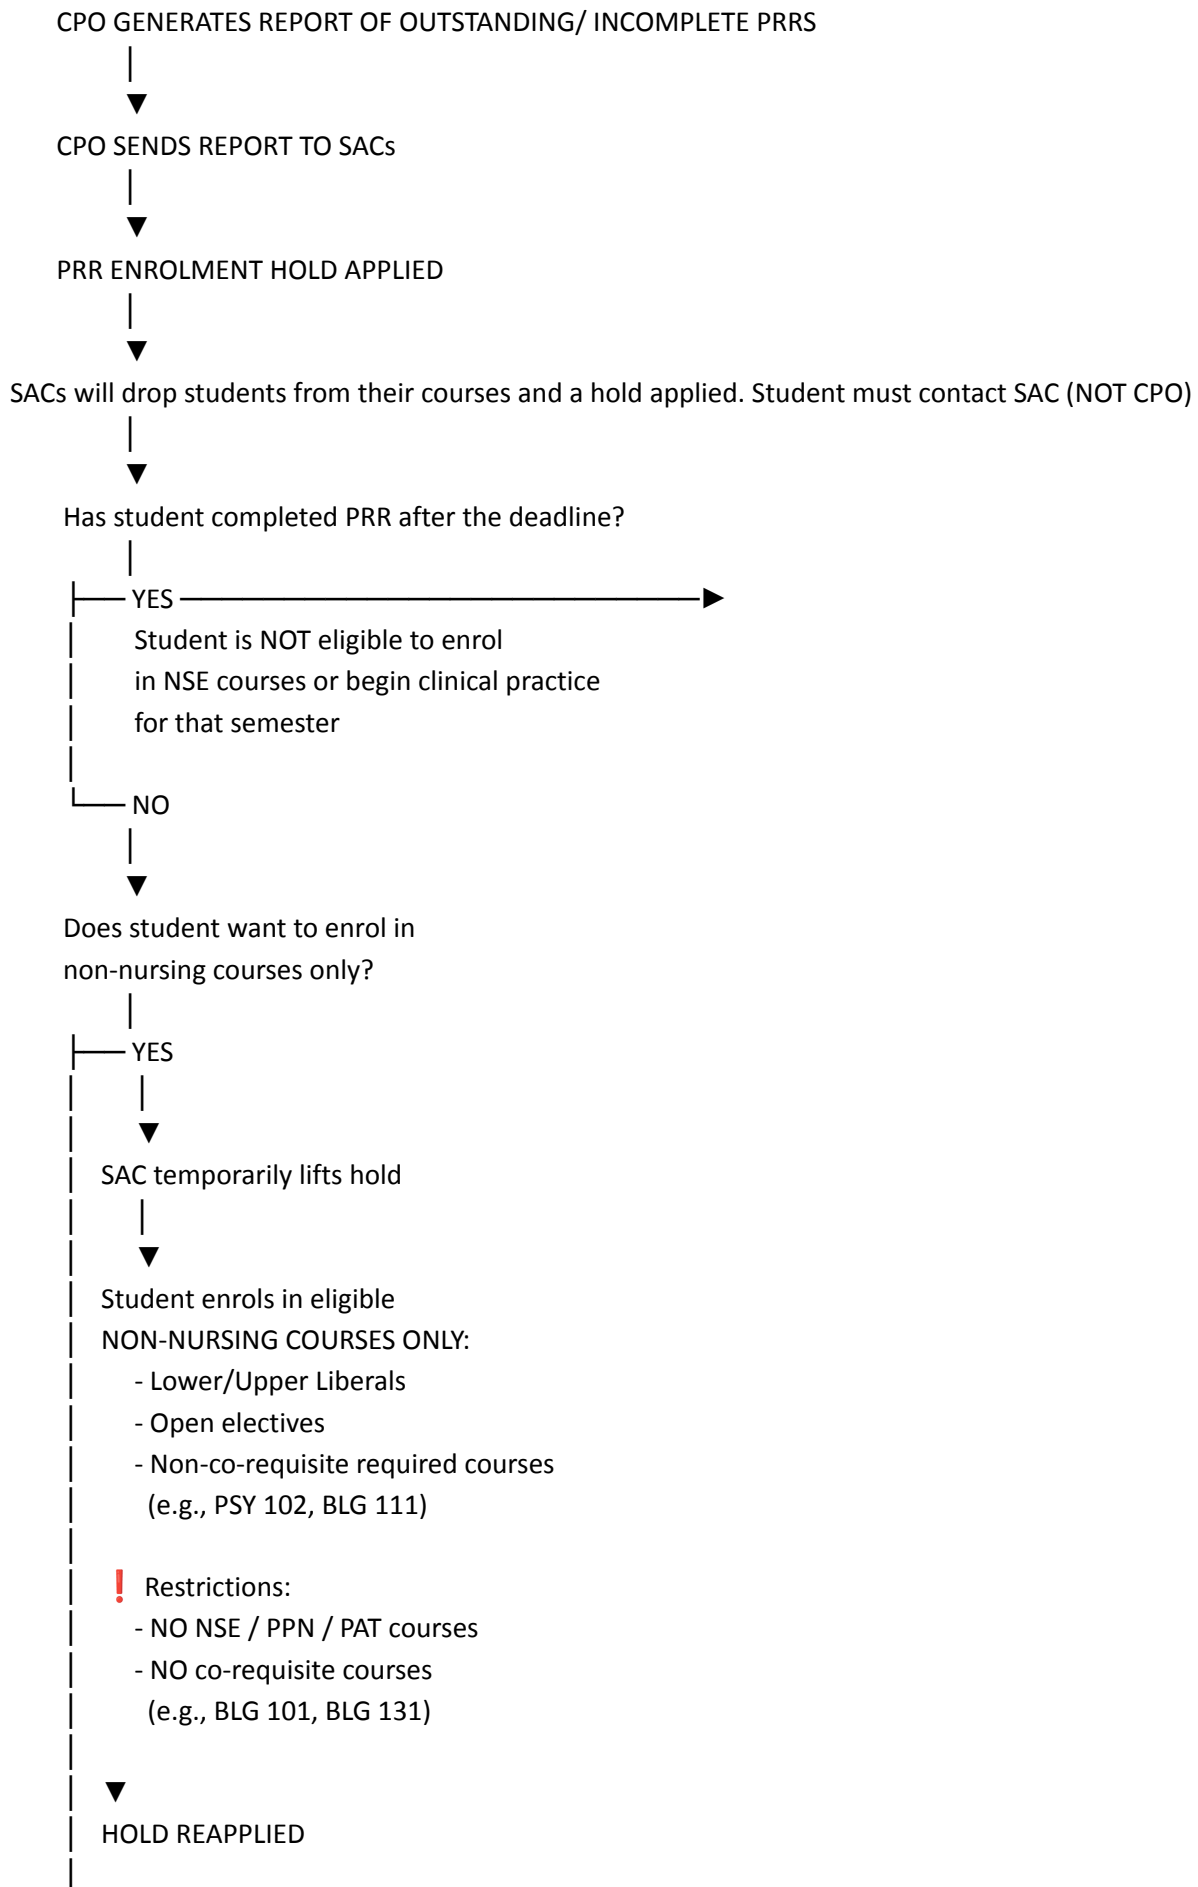 CPO GENERATES REPORT OF OUTSTANDING/ INCOMPLETE PRRS
CPO SENDS REPORT TO SACs
PRR ENROLMENT HOLD APPLIED
SACs will drop students from their courses and a hold applied. Student must contact SAC (NOT CPO)
Has student completed PRR after the deadline?
YES
Student is NOT eligible to enrol
in NSE courses or begin clinical practice
for that semester
NO
Does student want to enrol in
non-nursing courses only?
YES
SAC temporarily lifts hold
Student enrols in eligible
NON-NURSING COURSES ONLY:
- Lower/Upper Liberals
- Open electives
- Non-co-requisite required courses
(e.g., PSY 102, BLG 111)
❗ Restrictions:
- NO NSE / PPN / PAT courses
- NO co-requisite courses
(e.g., BLG 101, BLG 131)
HOLD REAPPLIED